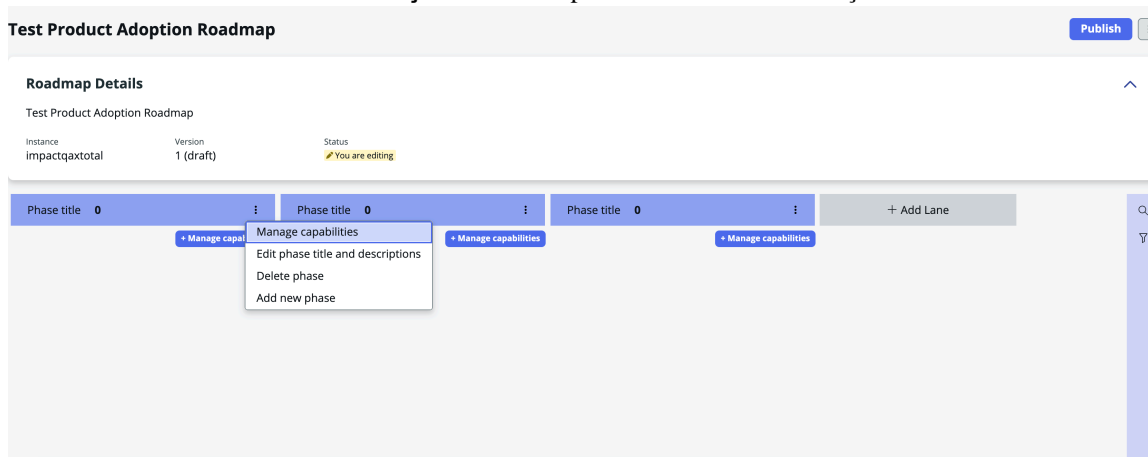 Test Product Adoption Roadmap
Publish
Roadmap Details
Test Product Adoption Roadmap
Instance
impactqaxtotal
Version
1 (draft)
Status
You are editing
Phase title 0
Phase title 0
Phase title 0
+ Add Lane
+ Manage capabi
+ Manage capabilities
+ Manage capabilities
Manage capabilities
Edit phase title and descriptions
Delete phase
Add new phase